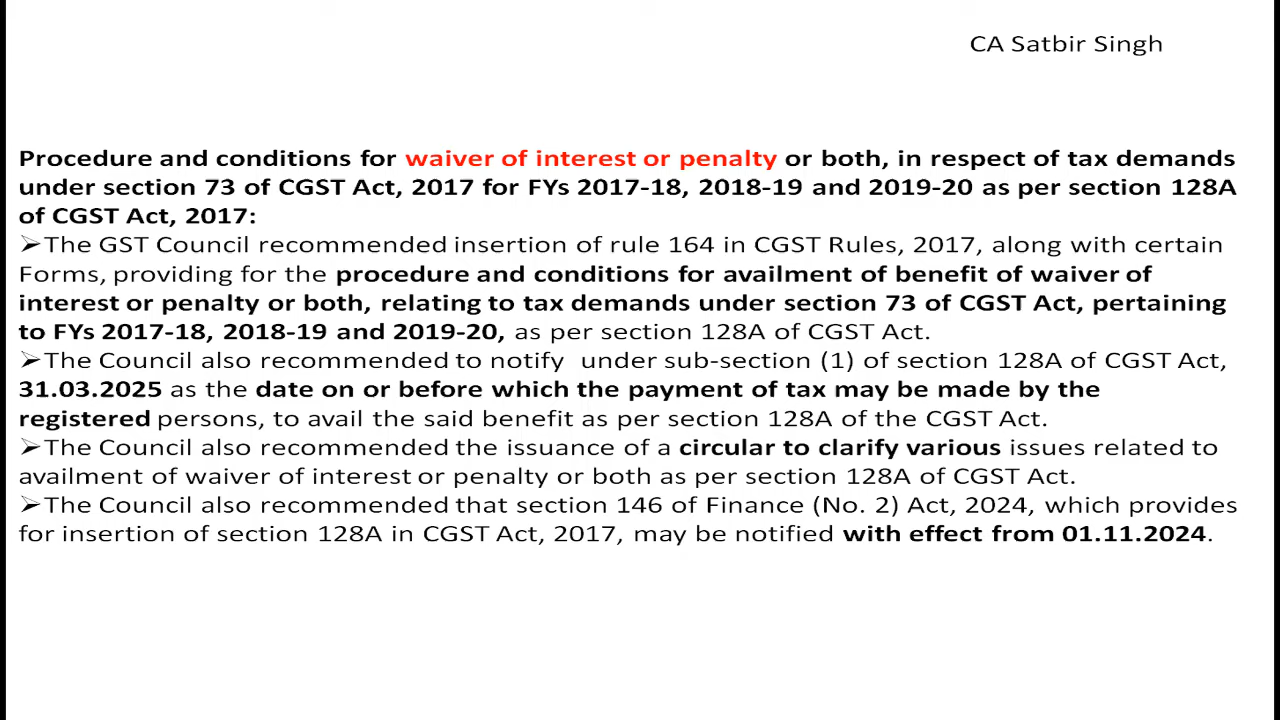 CA Satbir Singh
Procedure and conditions for waiver of interest or penalty or both, in respect of tax demands
under section 73 of CGST Act, 2017 for FYs 2017-18, 2018-19 and 2019-20 as per section 128A
of CGST Act, 2017:
➢The GST Council recommended insertion of rule 164 in CGST Rules, 2017, along with certain
Forms, providing for the procedure and conditions for availment of benefit of waiver of
interest or penalty or both, relating to tax demands under section 73 of CGST Act, pertaining
to FYs 2017-18, 2018-19 and 2019-20, as per section 128A of CGST Act.
➢The Council also recommended to notify under sub-section (1) of section 128A of CGST Act,
31.03.2025 as the date on or before which the payment of tax may be made by the
registered persons, to avail the said benefit as per section 128A of the CGST Act.
➢The Council also recommended the issuance of a circular to clarify various issues related to
availment of waiver of interest or penalty or both as per section 128A of CGST Act.
➢The Council also recommended that section 146 of Finance (No. 2) Act, 2024, which provides
for insertion of section 128A in CGST Act, 2017, may be notified with effect from 01.11.2024.